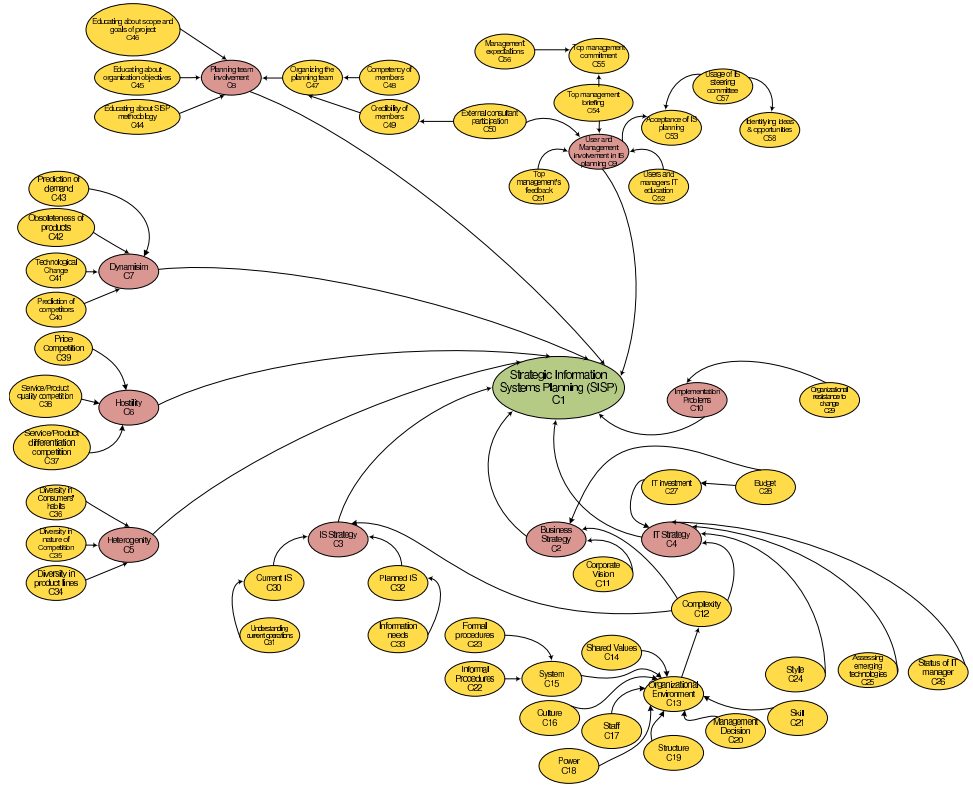 Educating about scope and
goals of project
C46
Educating about
organization objectives
C45
Educating about SISP
methodology
C44
Planning team
involvement
C8
Organizing the
planning team
C47
Competency of
members
C48
Credibility of
members
C49
External consultant
participation
C50
Management
expectations
C56
Top management
commitment
C55
Top management
briefing
C54
Usage of IS
steering
committee
C57
Acceptance of IS
planning
C53
Identifying ideas
& opportunities
C58
User and
Management
involvement in IS
planning C9
Top
management's
feedback
C51
Users and
managers IT
education
C52
Prediction of
demand
C43
Obsoleteness of
products
C42
Technological
Change
C41
Prediction of
competitors
C40
Dynamisim
C7
Price
Competition
C39
Service/Product
quality competition
C38
Service/Product
differentiation
competition
C37
Hostility
C6
Strategic Information
Systems Planning (SISP)
C1
Implementation
Problems
C10
Organizational
resistance to
change
C29
Diversity in
Consumers'
habits
C36
Diversity in
nature of Competition
C35
Diversity in
product lines
C34
Heterogenity
C5
IS Strategy
C3
Business
Strategy
C2
IT Strategy
C4
IT investment
C27
Budget
C28
Corporate
Vision
C11
Complexity
C12
Current IS
C30
Planned IS
C32
Understanding
current operations
C31
Information
needs
C33
Formall
procedures
C23
Informall
Procedures
C22
System
C15
Shared Values
C14
Organizational
Environment
C13
Culture
C16
Staff
C17
Power
C18
Structure
C19
Management
Decision
C20
Skill
C21
Style
C24
Assessing
emerging
technologies
C25
Status of IT
manager
C26